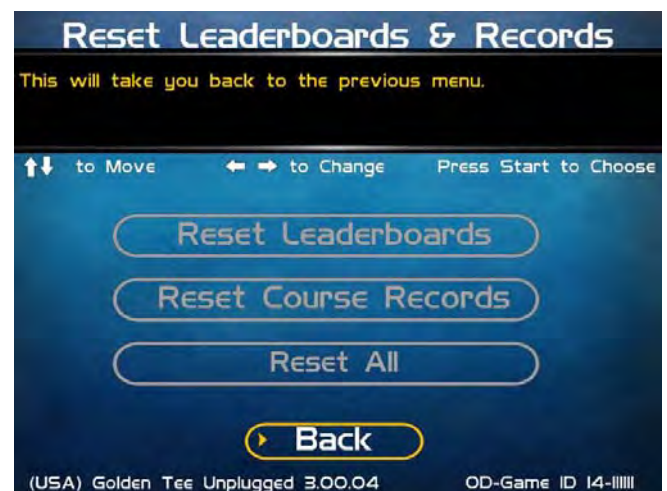 Reset Leaderboards & Records
This will take you back to the previous menu.
to Move to Change Press Start to Choose
Reset Leaderboards
Reset Course Records
Reset All
Back
(USA) Golden Tee Unplugged 3.00.04 OD-Game ID 14-111111